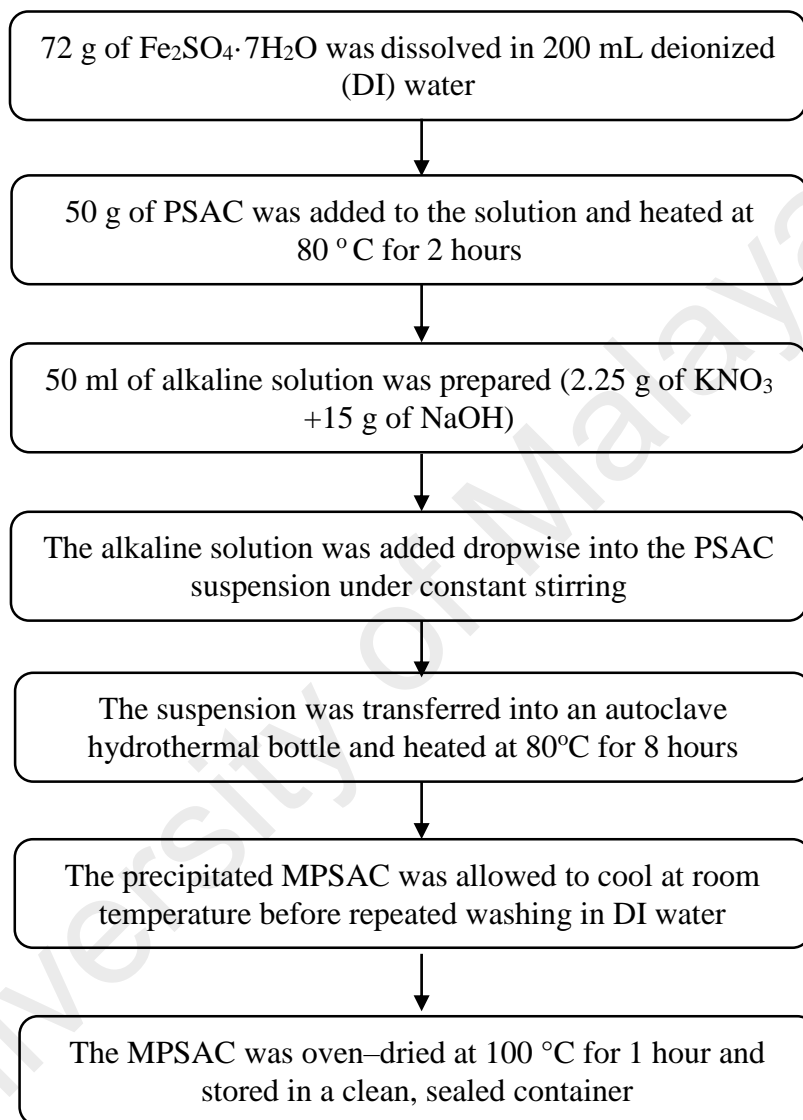 72 g of Fe₂SO₄·7H₂O was dissolved in 200 mL deionized
(DI) water
50 g of PSAC was added to the solution and heated at
80 ° C for 2 hours
50 ml of alkaline solution was prepared (2.25 g of KNO₃
+15 g of NaOH)
The alkaline solution was added dropwise into the PSAC
suspension under constant stirring
The suspension was transferred into an autoclave
hydrothermal bottle and heated at 80°C for 8 hours
The precipitated MPSAC was allowed to cool at room
temperature before repeated washing in DI water
The MPSAC was oven–dried at 100 °C for 1 hour and
stored in a clean, sealed container
University of Malaya